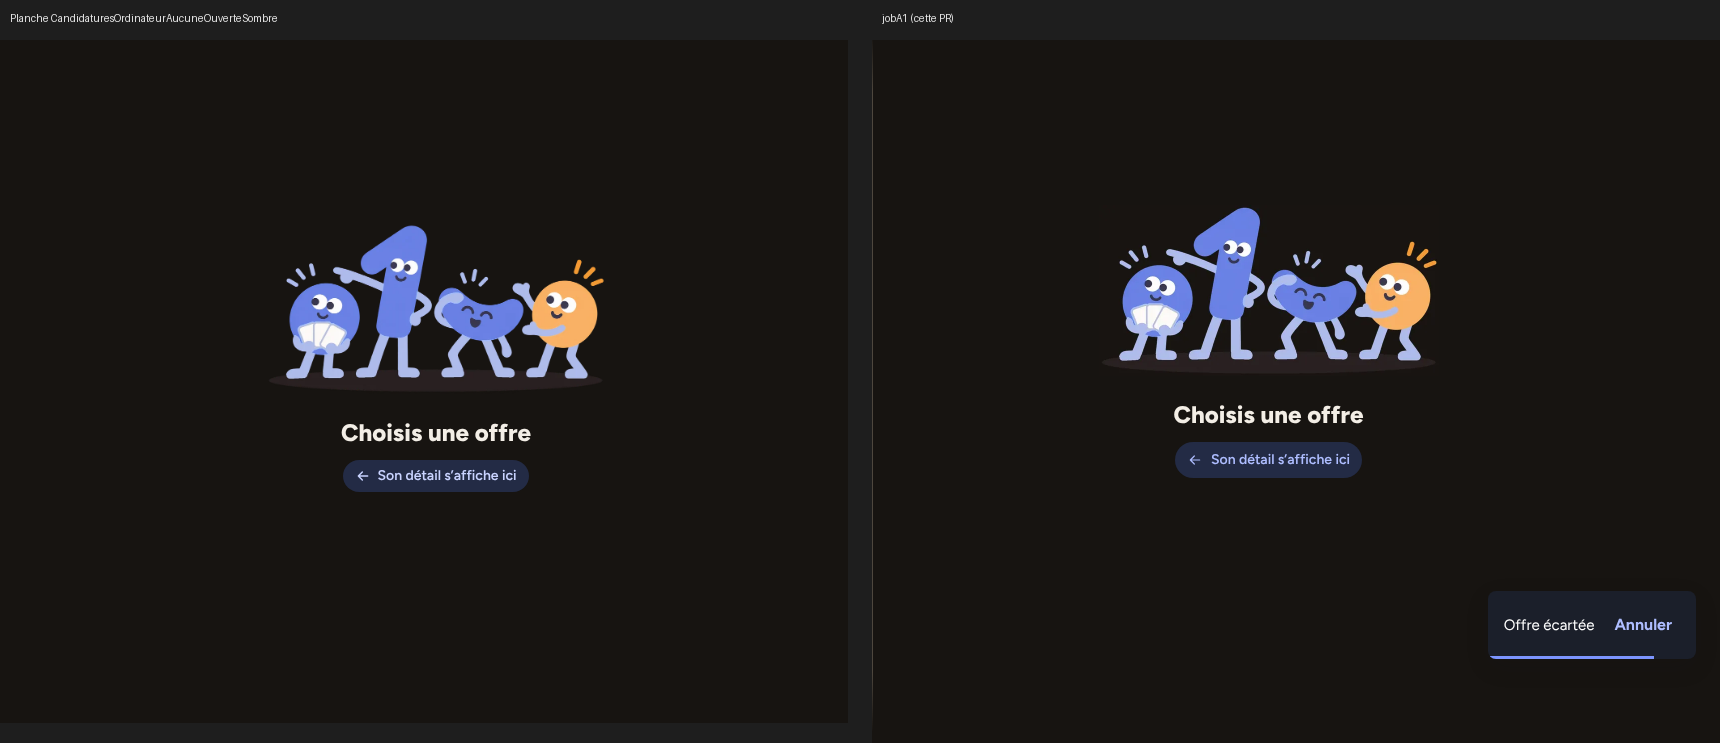 Planche CandidaturesOrdinateurAucuneOuverteSombre
jobA1 (cette PR)
Choisis une offre
← Son détail s’affiche ici
Choisis une offre
← Son détail s’affiche ici
Offre écartée Annuler